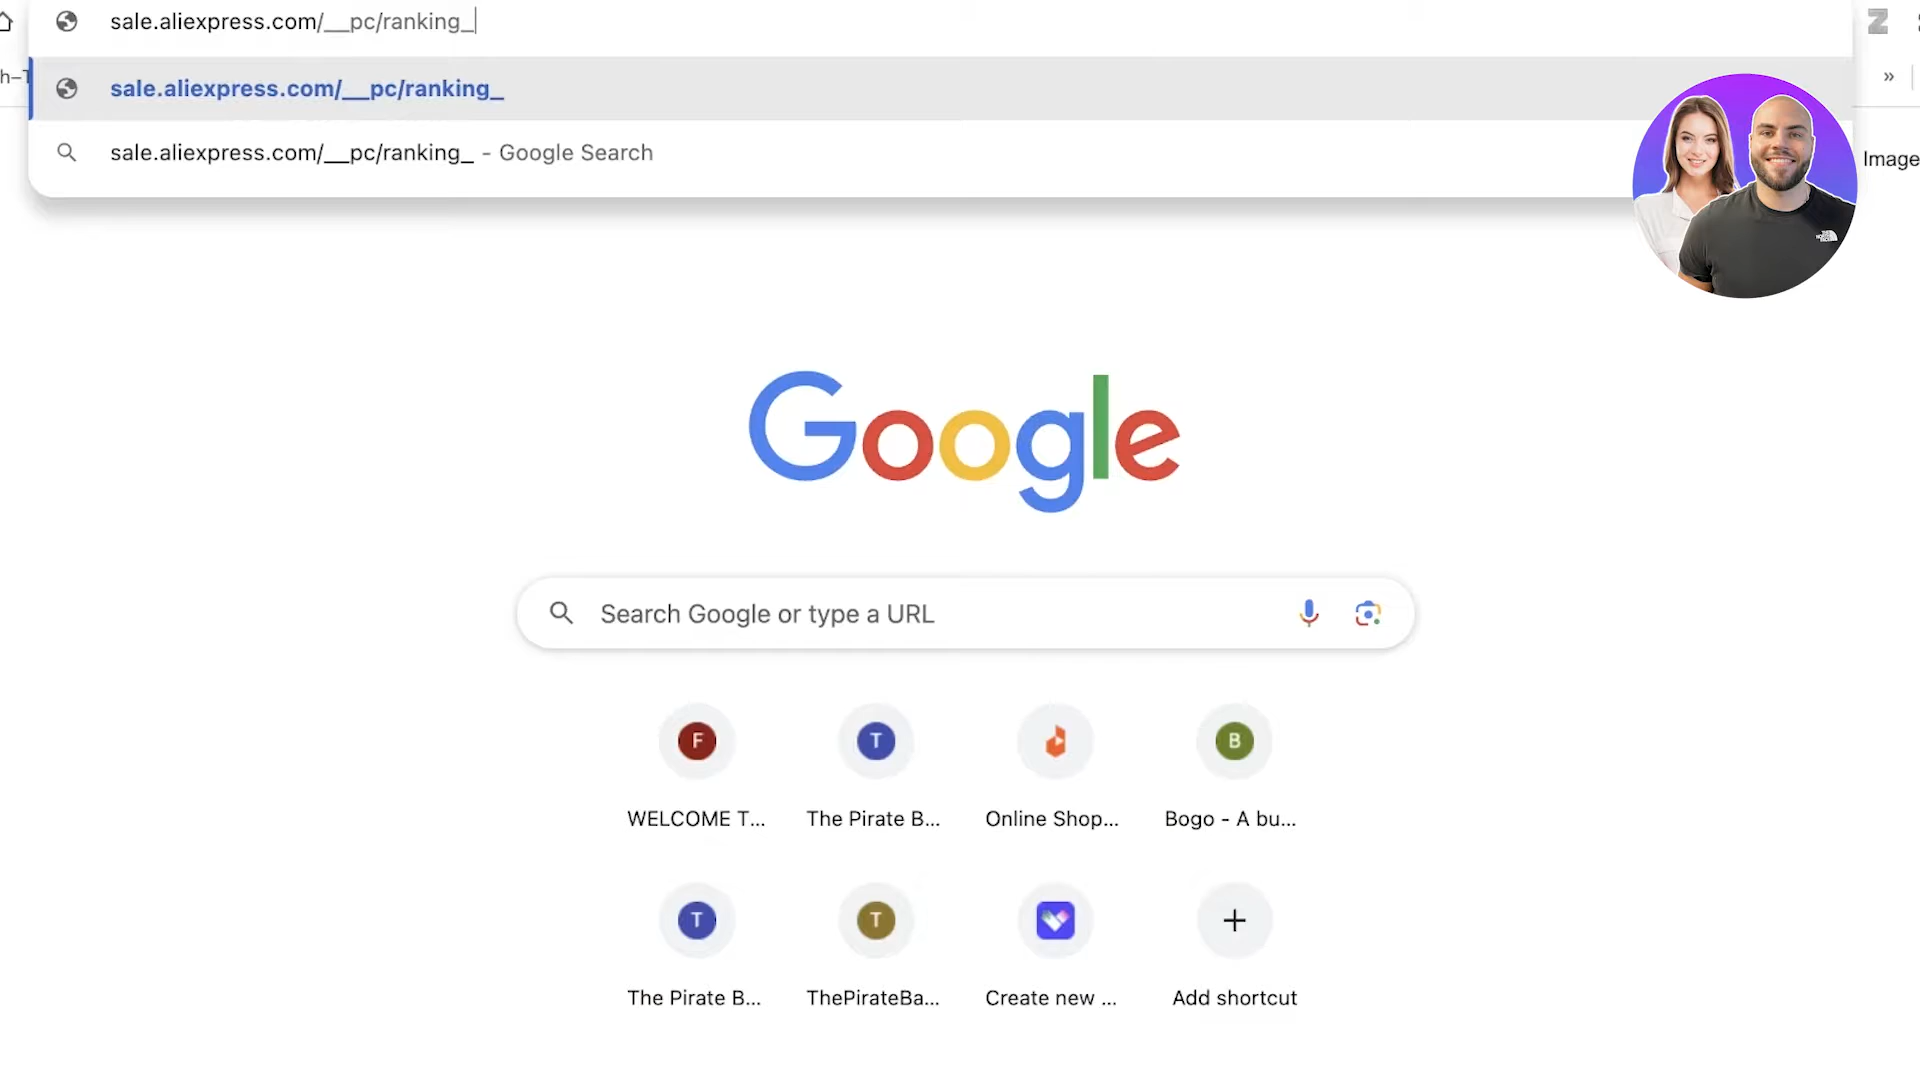 sale.aliexpress.com/__pc/ranking_
h-T
»
sale.aliexpress.com/__pc/ranking_
sale.aliexpress.com/__pc/ranking_ - Google Search
Image
Google
Search Google or type a URL
F
T
B
WELCOME T...
The Pirate B...
Online Shop...
Bogo - A bu...
T
T
+
The Pirate B...
ThePirateBa...
Create new ...
Add shortcut